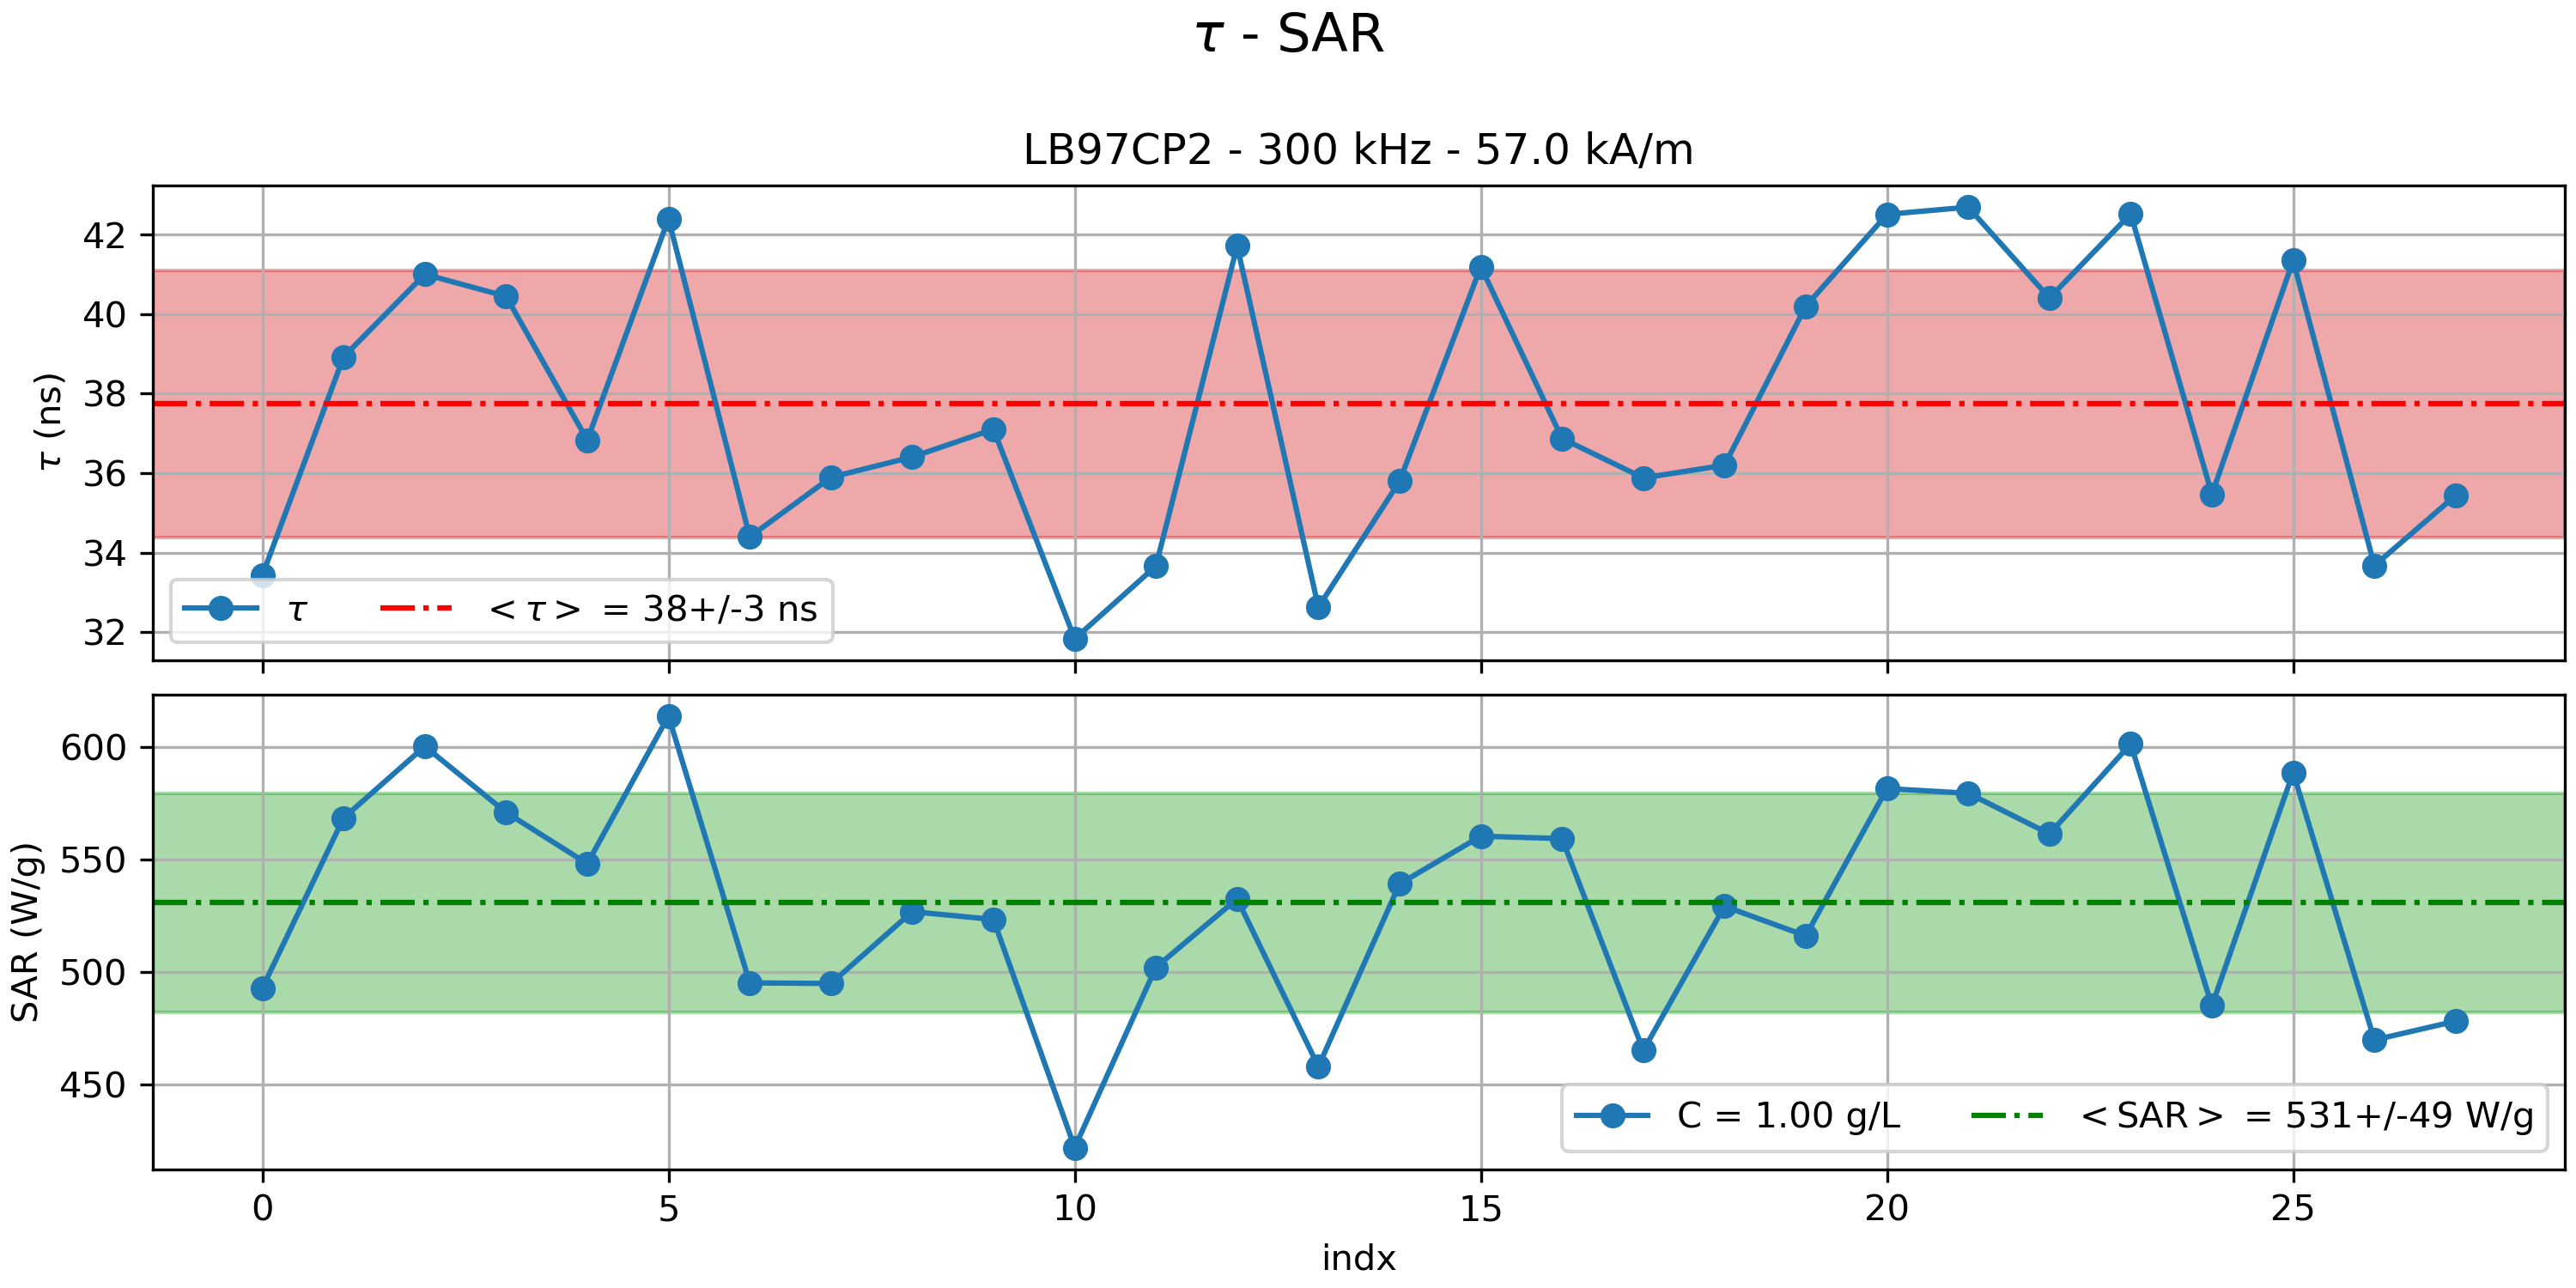 τ - SAR
LB97CP2 - 300 kHz - 57.0 kA/m
τ (ns)
42
40
38
36
34
32
τ
<τ> = 38+/-3 ns
SAR (W/g)
600
550
500
450
C = 1.00 g/L
<SAR> = 531+/-49 W/g
0 5 10 15 20 25
indx